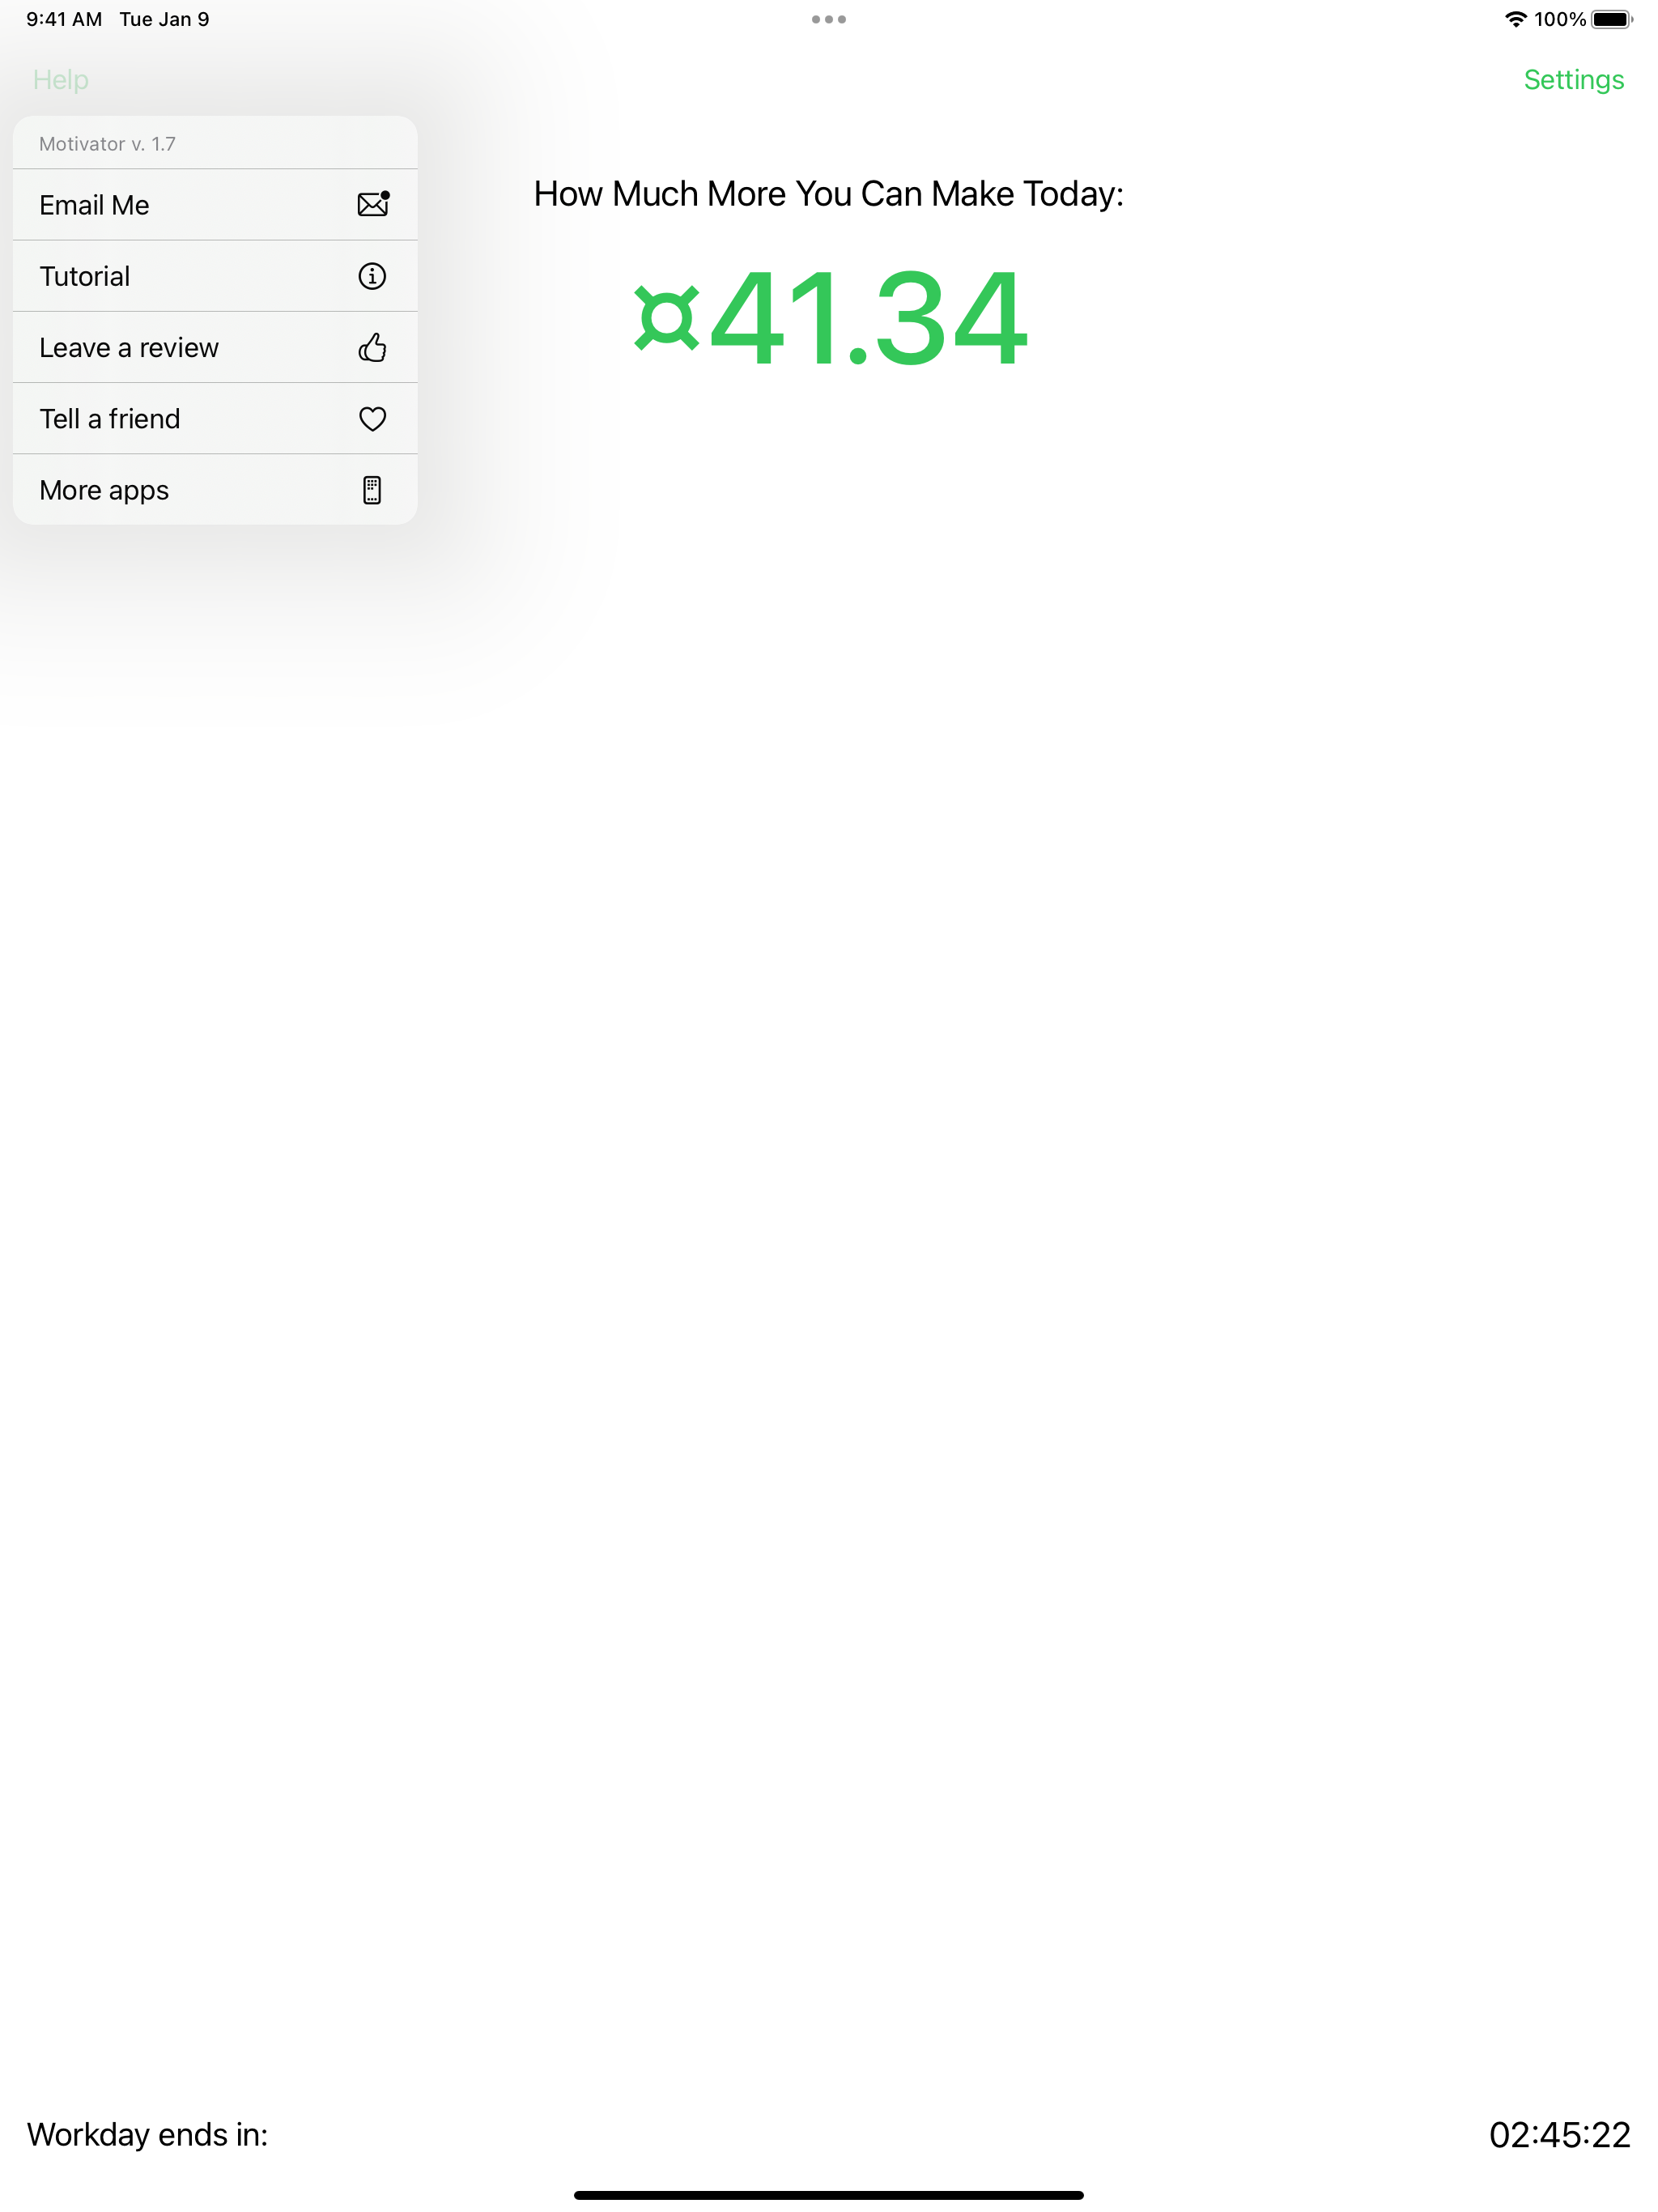 9:41 AM Tue Jan 9 100%
Help Settings
Motivator v. 1.7
Email Me
Tutorial
Leave a review
Tell a friend
More apps
How Much More You Can Make Today:
¤41.34
Workday ends in: 02:45:22